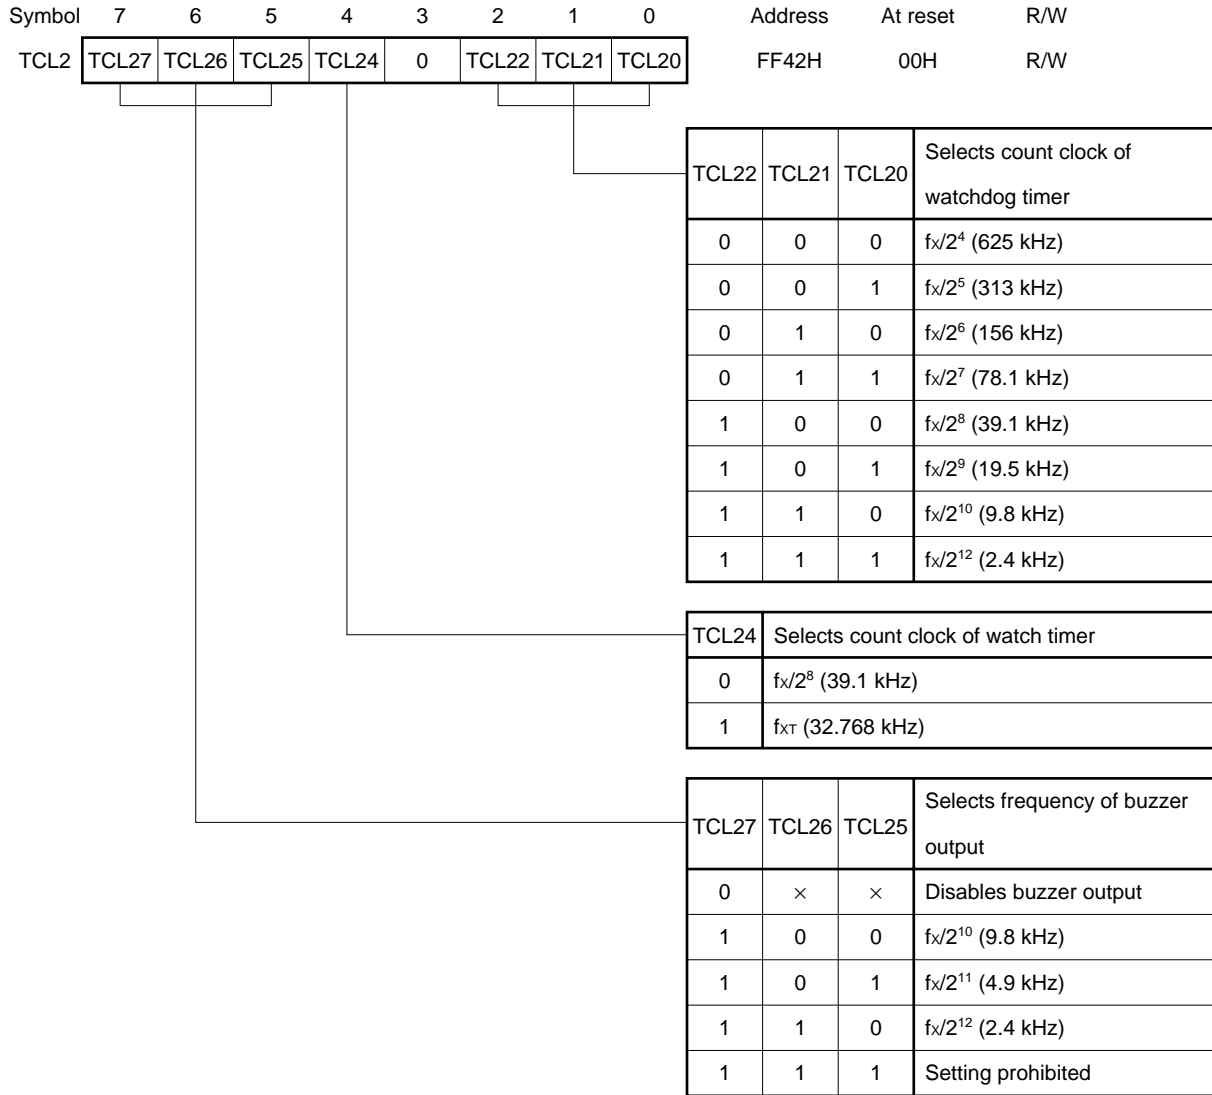 Symbol 7 6 5 4 3 2 1 0 Address At reset R/W
TCL2 TCL27 TCL26 TCL25 TCL24 0 TCL22 TCL21 TCL20 FF42H 00H R/W
TCL22 TCL21 TCL20 Selects count clock of
watchdog timer
0 0 0 fX/2⁴ (625 kHz)
0 0 1 fX/2⁵ (313 kHz)
0 1 0 fX/2⁶ (156 kHz)
0 1 1 fX/2⁷ (78.1 kHz)
1 0 0 fX/2⁸ (39.1 kHz)
1 0 1 fX/2⁹ (19.5 kHz)
1 1 0 fX/2¹⁰ (9.8 kHz)
1 1 1 fX/2¹² (2.4 kHz)
TCL24 Selects count clock of watch timer
0 fX/2⁸ (39.1 kHz)
1 fXT (32.768 kHz)
TCL27 TCL26 TCL25 Selects frequency of buzzer
output
0 × × Disables buzzer output
1 0 0 fX/2¹⁰ (9.8 kHz)
1 0 1 fX/2¹¹ (4.9 kHz)
1 1 0 fX/2¹² (2.4 kHz)
1 1 1 Setting prohibited